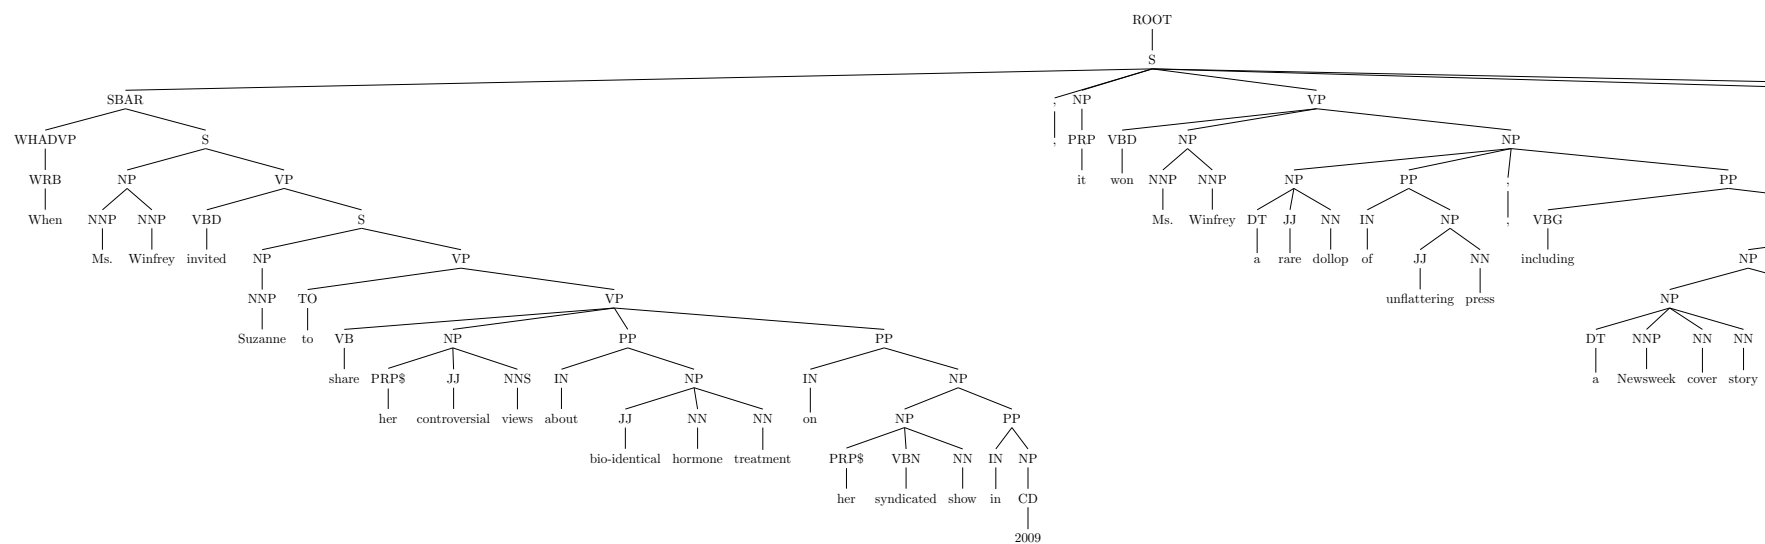 ROOT
S
SBAR , NP VP
WHADVP S , PRP VBD NP NP
WRB NP VP it won NNP NNP NP PP , PP
When NNP NNP VBD S Ms. Winfrey DT JJ NN IN NP , VBG
Ms. Winfrey invited NP VP a rare dollop of JJ NN including NP
NNP TO VP unflattering press NP
Suzanne to VB NP PP PP DT NNP NN NN
share PRP$ JJ NNS IN NP IN NP a Newsweek cover story
her controversial views about JJ NN NN on NP PP
bio-identical hormone treatment PRP$ VBN NN IN NP
her syndicated show in CD
2009